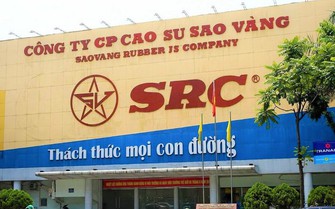 CÔNG TY CP CAO SU SAO VÀNG
SAOVANG RUBBER JS COMPANY
SRC®
Thách thức mọi con đường